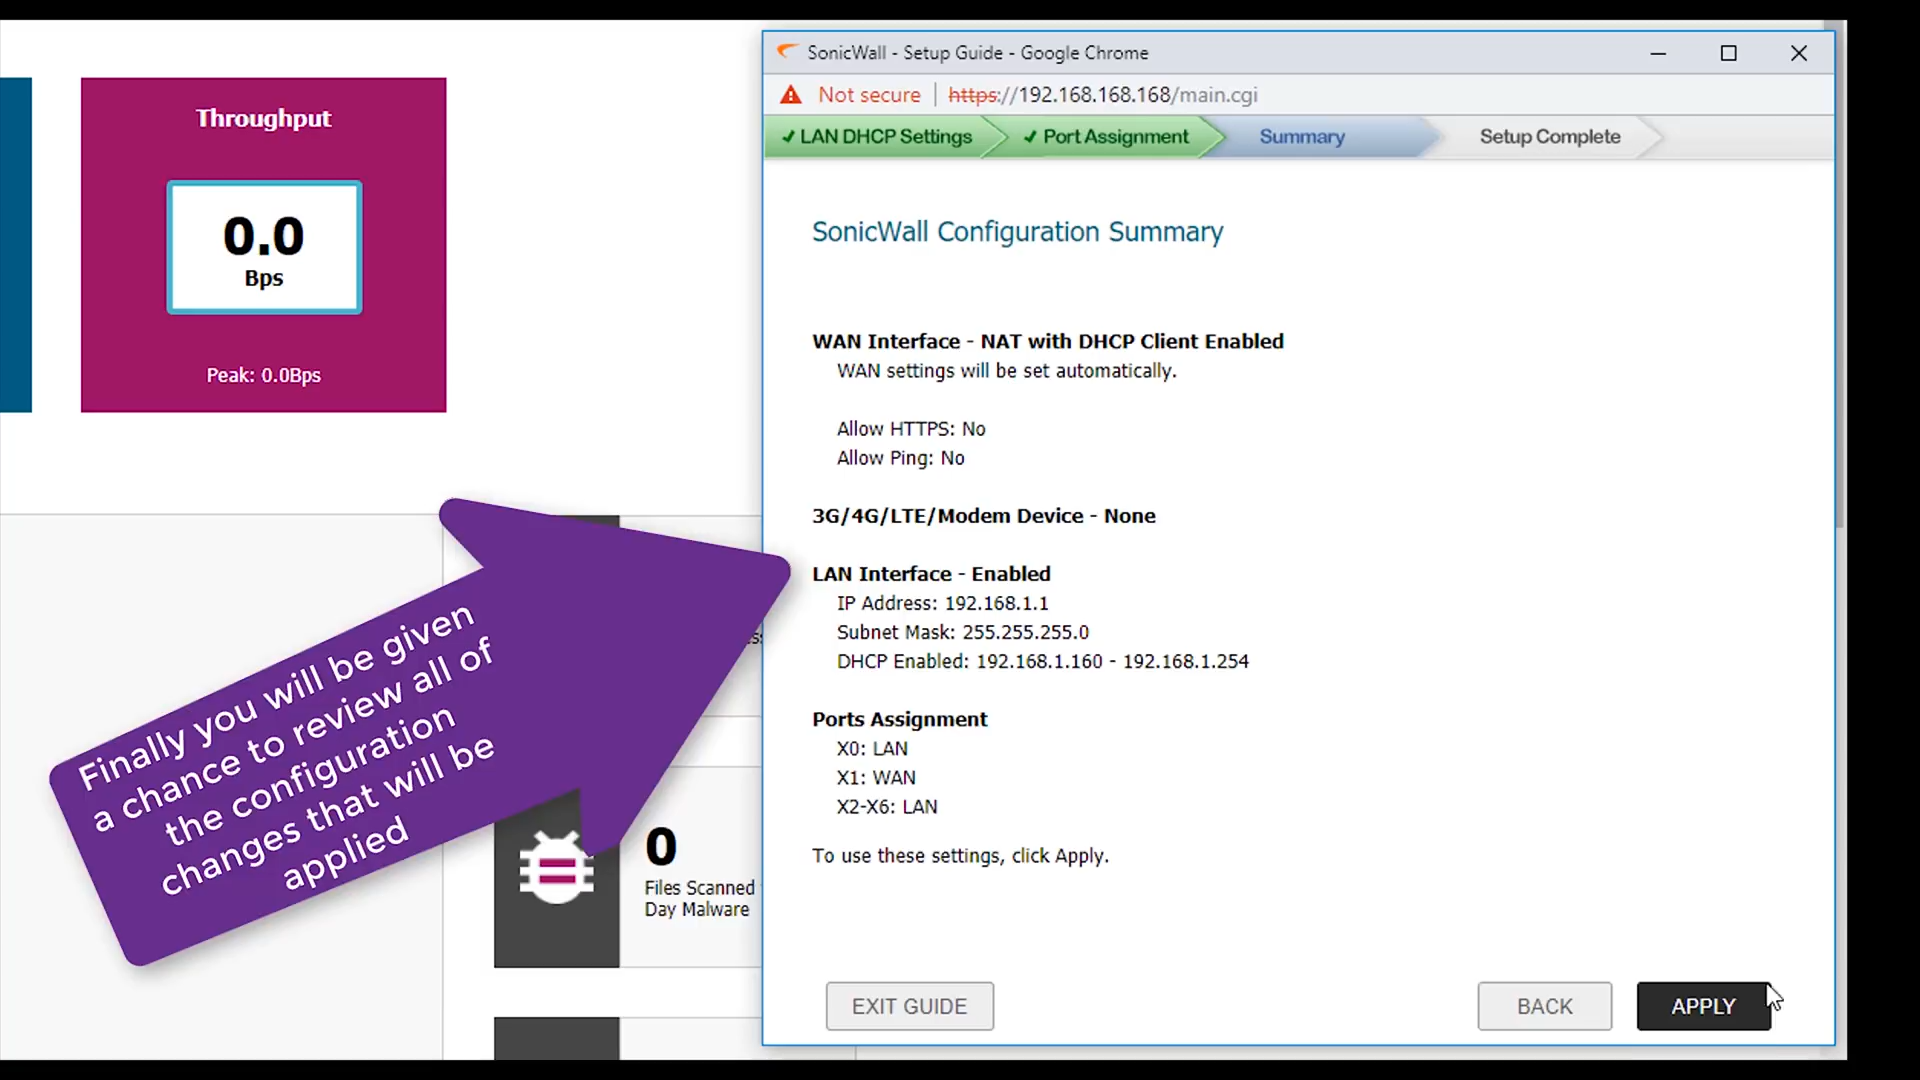 Throughput
0.0
Bps
Peak: 0.0Bps
Finally you will be given
a chance to review all of
the configuration
changes that will be
applied
0
Files Scanned
Day Malware
SonicWall - Setup Guide - Google Chrome
Not secure | https://192.168.168.168/main.cgi
✓ LAN DHCP Settings ✓ Port Assignment Summary Setup Complete
SonicWall Configuration Summary
WAN Interface - NAT with DHCP Client Enabled
WAN settings will be set automatically.
Allow HTTPS: No
Allow Ping: No
3G/4G/LTE/Modem Device - None
LAN Interface - Enabled
IP Address: 192.168.1.1
Subnet Mask: 255.255.255.0
DHCP Enabled: 192.168.1.160 - 192.168.1.254
Ports Assignment
X0: LAN
X1: WAN
X2-X6: LAN
To use these settings, click Apply.
EXIT GUIDE BACK APPLY